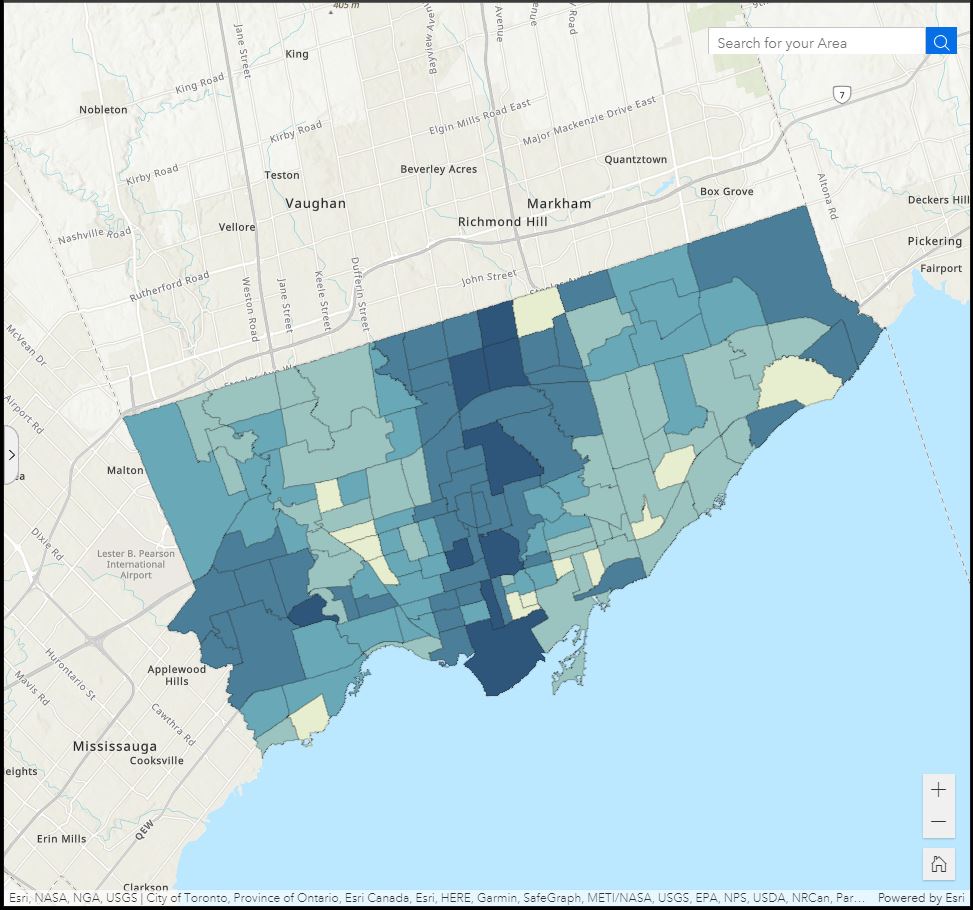 405 m
Jane Street
Bayview Avenue
Avenue
Road
King
Search for your Area
King Road
7
Nobleton
Kirby Road
Elgin Mills Road East
Major Mackenzie Drive East
Quantztown
Kirby Road
Teston
Beverley Acres
Box Grove
Altona Rd
Vaughan
Markham
Deckers Hill
Richmond Hill
Vellore
Nashville Road
Pickering
Fairport
Rutherford Road
Weston Road
Jane Street
Keele Street
Dufferin Street
John Street
McVean Dr
Airport Rd
Malton
Dixie Rd
Lester B. Pearson
International
Airport
Hurontario St
Applewood
Hills
Mavis Rd
Cawthra Rd
Mississauga
Cooksville
eights
QEW
Erin Mills
Clarkson
Esri, NASA, NGA, USGS | City of Toronto, Province of Ontario, Esri Canada, Esri, HERE, Garmin, SafeGraph, METI/NASA, USGS, EPA, NPS, USDA, NRCan, Par...
Powered by Esri